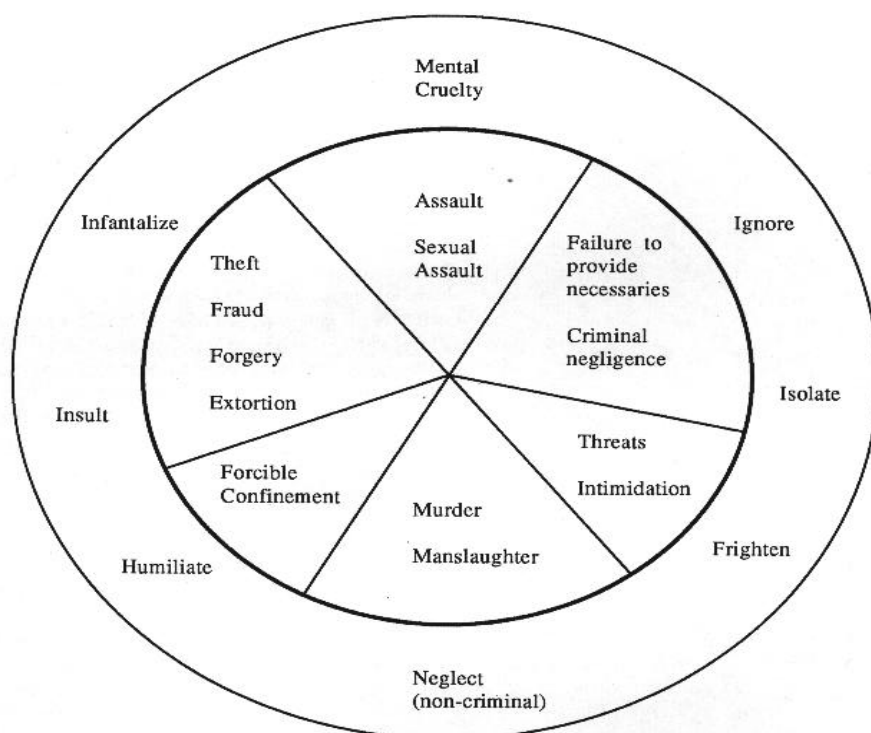 Mental
Cruelty
Infantalize
Ignore
Assault
Sexual
Assault
Failure to
provide
necessaries
Criminal
negligence
Theft
Fraud
Forgery
Extortion
Insult
Isolate
Threats
Intimidation
Forcible
Confinement
Murder
Manslaughter
Humiliate
Frighten
Neglect
(non-criminal)